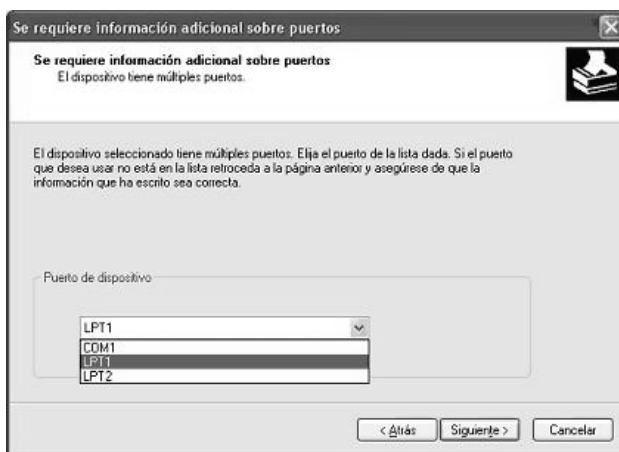 Se requiere información adicional sobre puertos
Se requiere información adicional sobre puertos
El dispositivo tiene múltiples puertos.
El dispositivo seleccionado tiene múltiples puertos. Elija el puerto de la lista dada. Si el puerto
que desea usar no está en la lista retroceda a la página anterior y asegúrese de que la
información que ha escrito sea correcta.
Puerto de dispositivo
LPT1
COM1
LPT1
LPT2
< Atrás
Siguiente >
Cancelar